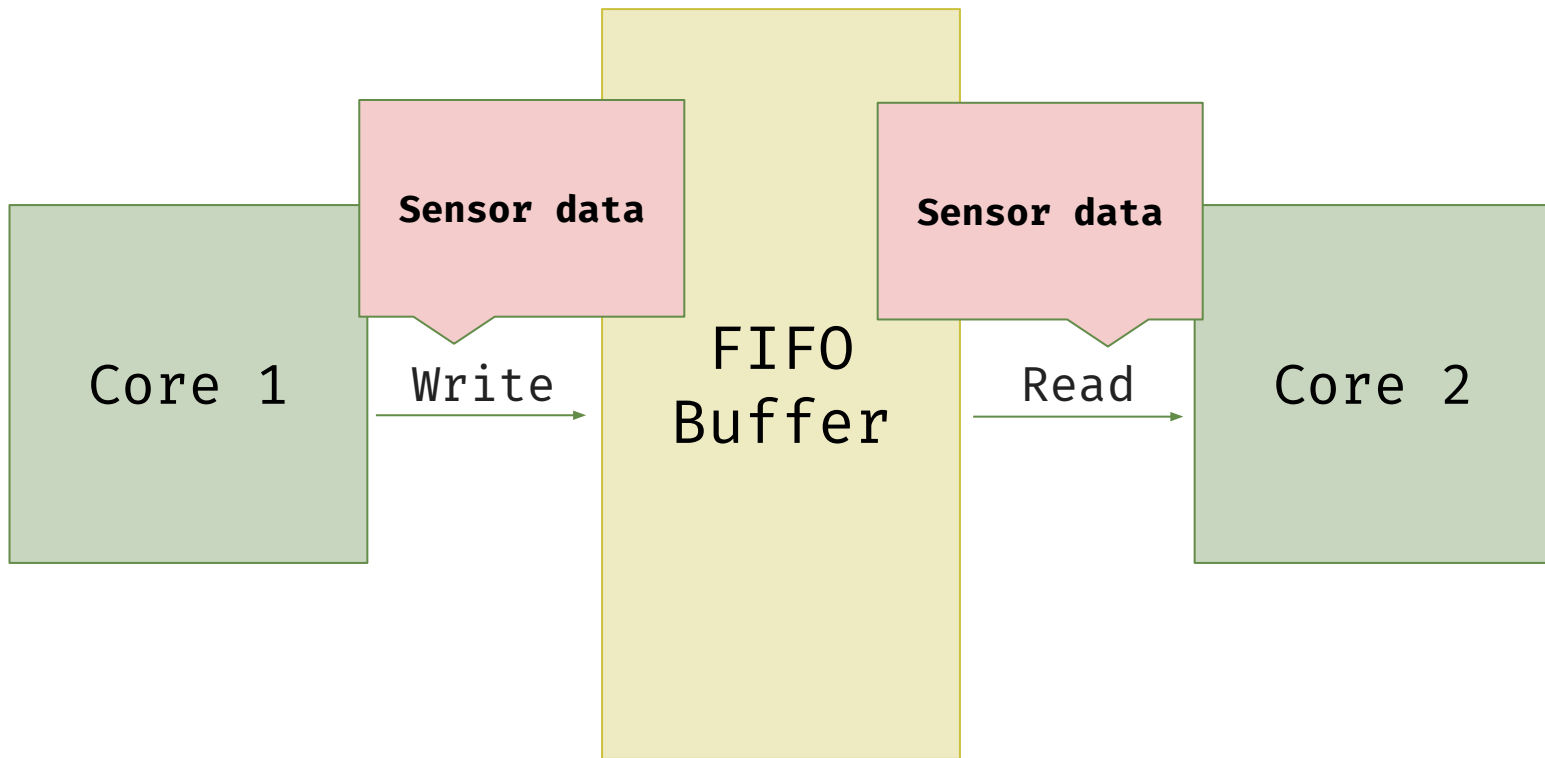 Sensor data
Sensor data
Core 1
Write
FIFO
Buffer
Read
Core 2